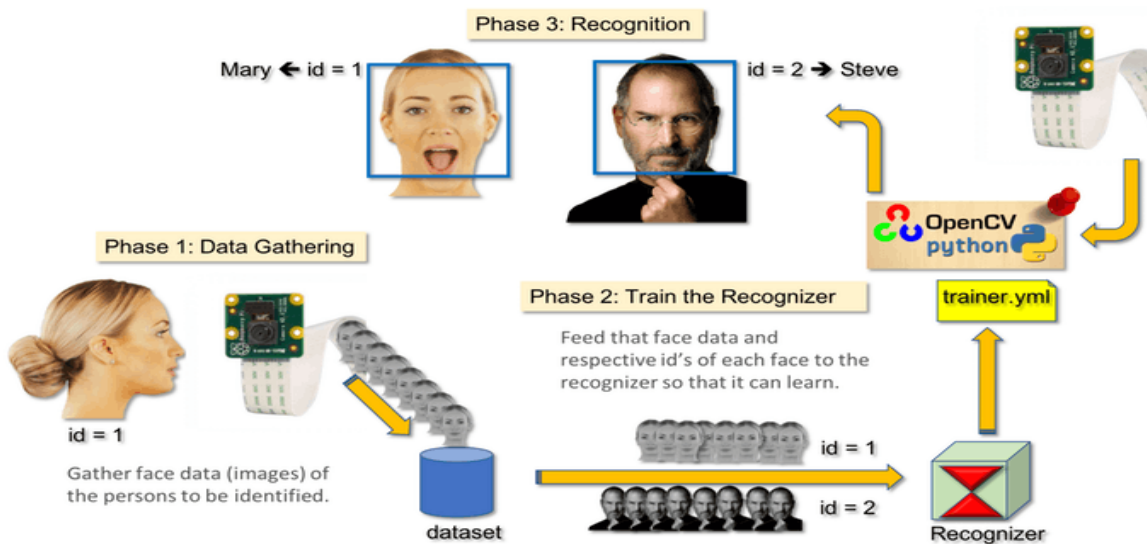 Phase 3: Recognition
Mary ← id = 1
id = 2 → Steve
OpenCV
python
Phase 1: Data Gathering
id = 1
Gather face data (images) of
the persons to be identified.
dataset
Phase 2: Train the Recognizer
Feed that face data and
respective id's of each face to the
recognizer so that it can learn.
trainer.yml
id = 1
id = 2
Recognizer